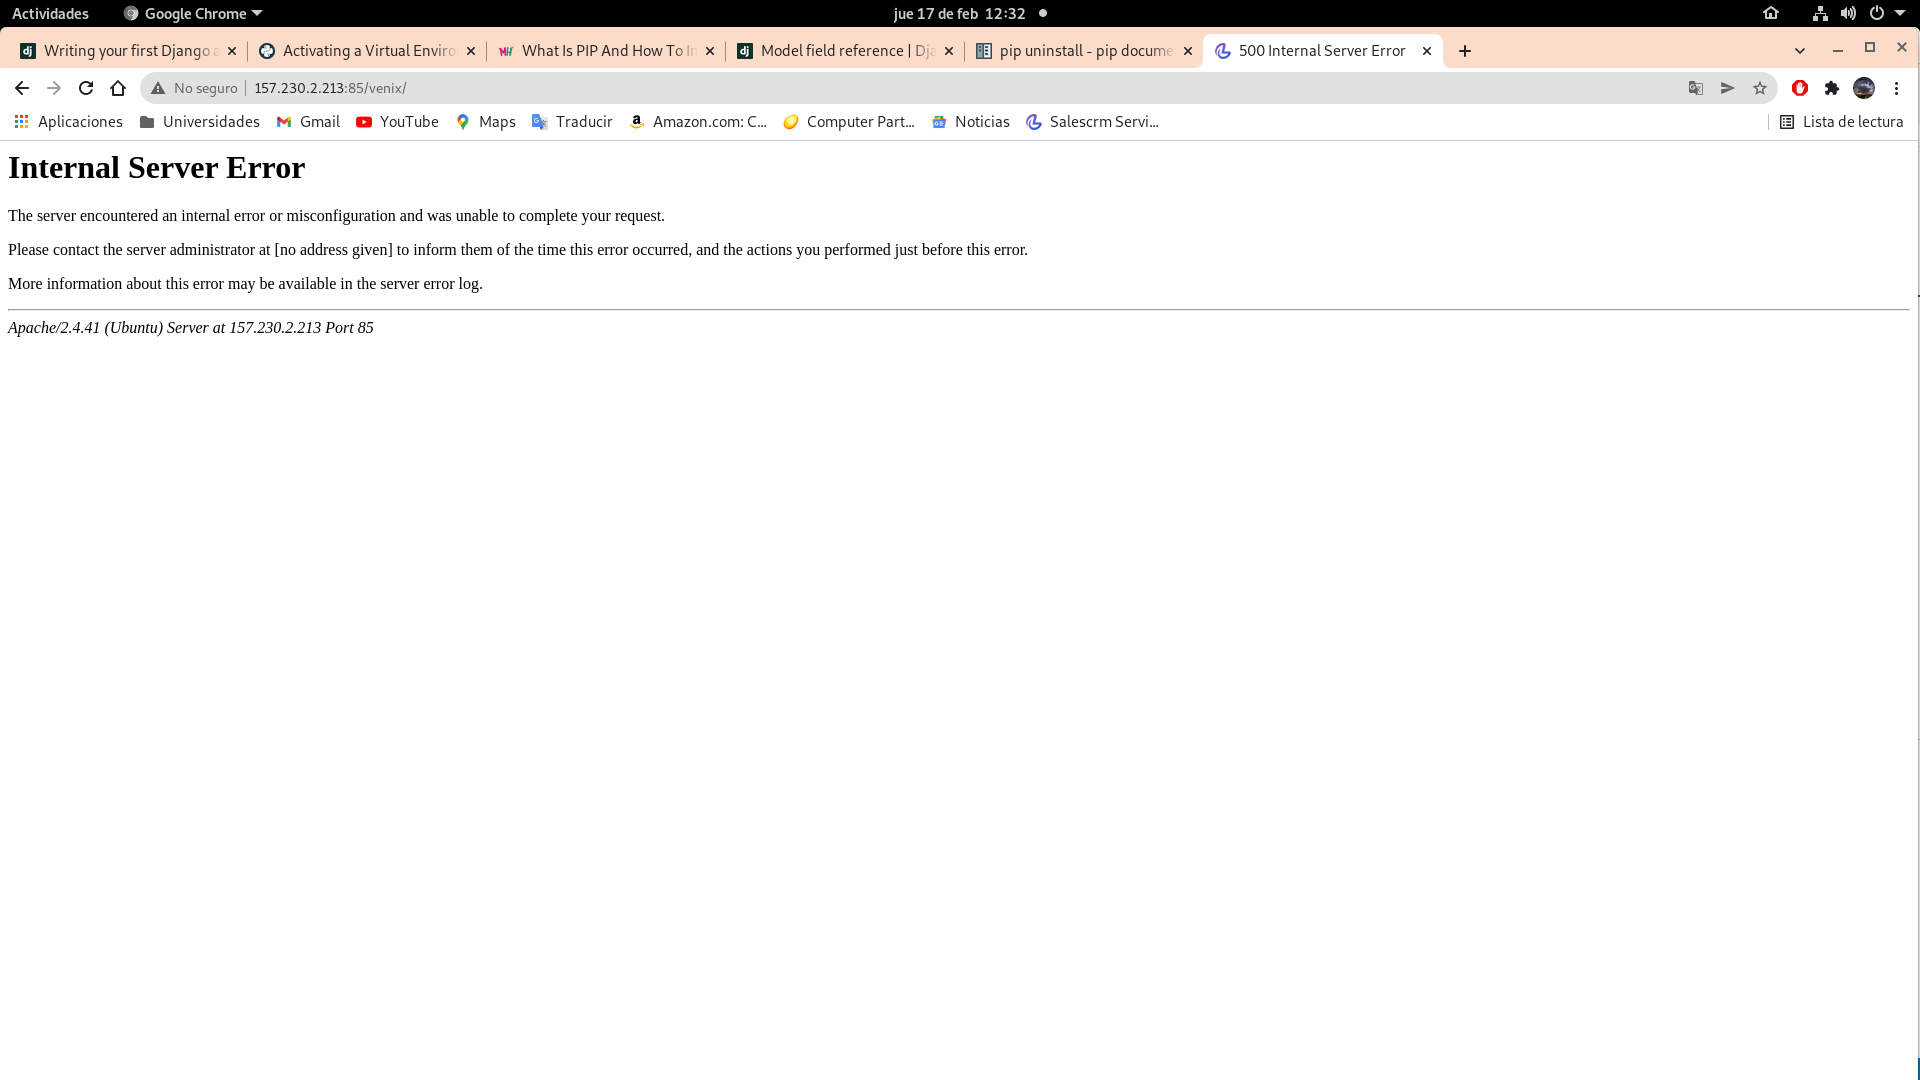 Actividades Google Chrome jue 17 de feb 12:32
Writing your first Django a Activating a Virtual Enviro What Is PIP And How To In Model field reference | Dja pip uninstall - pip docume 500 Internal Server Error
No seguro 157.230.2.213:85/venix/
Aplicaciones Universidades Gmail YouTube Maps Traducir Amazon.com: C... Computer Part... Noticias Salescrm Servi... Lista de lectura
Internal Server Error
The server encountered an internal error or misconfiguration and was unable to complete your request.
Please contact the server administrator at [no address given] to inform them of the time this error occurred, and the actions you performed just before this error.
More information about this error may be available in the server error log.
Apache/2.4.41 (Ubuntu) Server at 157.230.2.213 Port 85